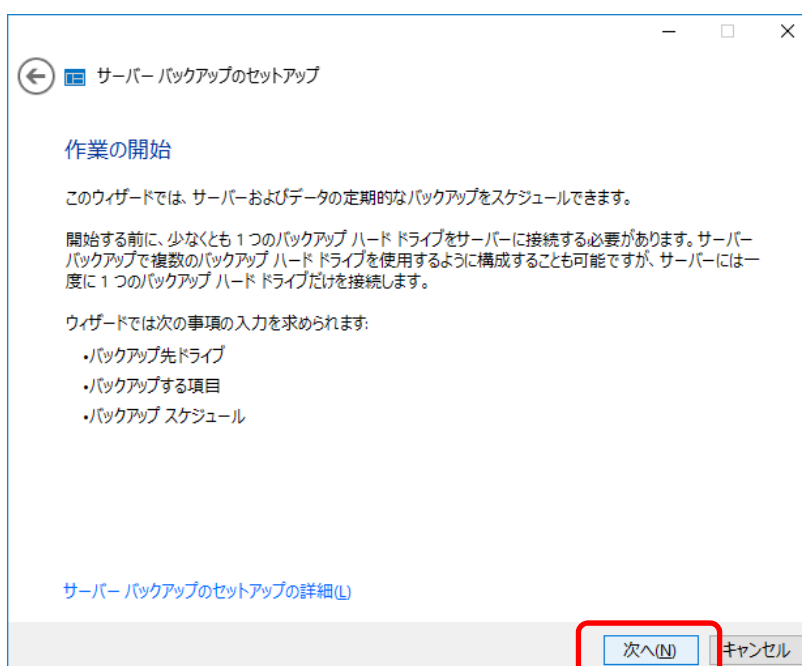 サーバー バックアップのセットアップ
作業の開始
このウィザードでは、サーバーおよびデータの定期的なバックアップをスケジュールできます。
開始する前に、少なくとも 1 つのバックアップ ハード ドライブをサーバーに接続する必要があります。サーバー
バックアップで複数のバックアップ ハード ドライブを使用するように構成することも可能ですが、サーバーには一
度に 1 つのバックアップ ハード ドライブだけを接続します。
ウィザードでは次の事項の入力を求められます:
•バックアップ先ドライブ
•バックアップする項目
•バックアップ スケジュール
サーバー バックアップのセットアップの詳細(L)
次へ(N) キャンセル